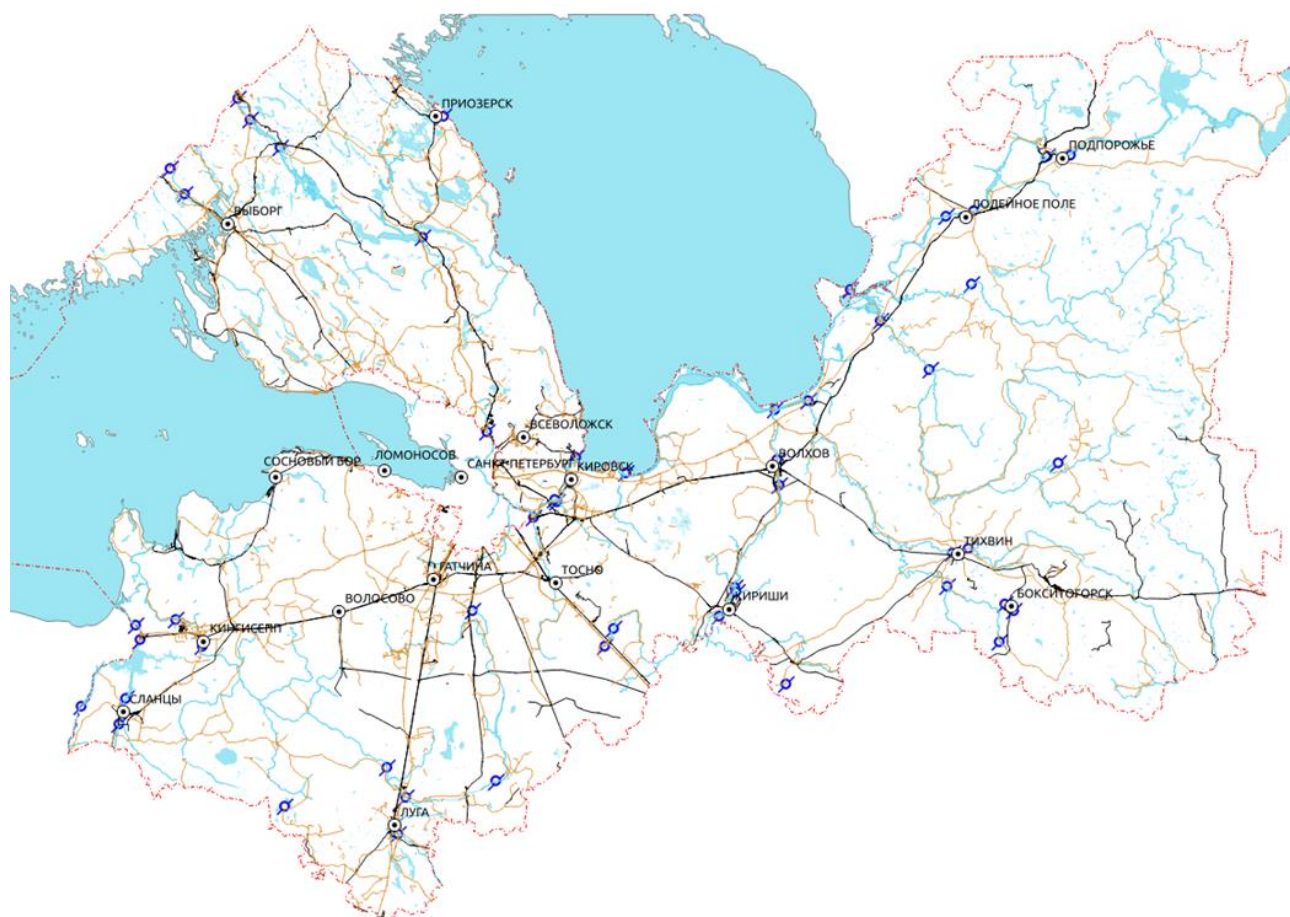 ПРИОЗЕРСК
ПОДПОРОЖЬЕ
ЛОДЕЙНОЕ ПОЛЕ
ВЫБОРГ
ВСЕВОЛОЖСК
ЛОМОНОСОВ
СОСНОВЫЙ БОР
САНКТ-ПЕТЕРБУРГ
КИРОВСК
ВОЛХОВ
ТИХВИН
ГАТЧИНА
ТОСНО
ВОЛОСОВО
КИРИШИ
БОКСИТОГОРСК
КИНГИСЕПП
СЛАНЦЫ
ЛУГА